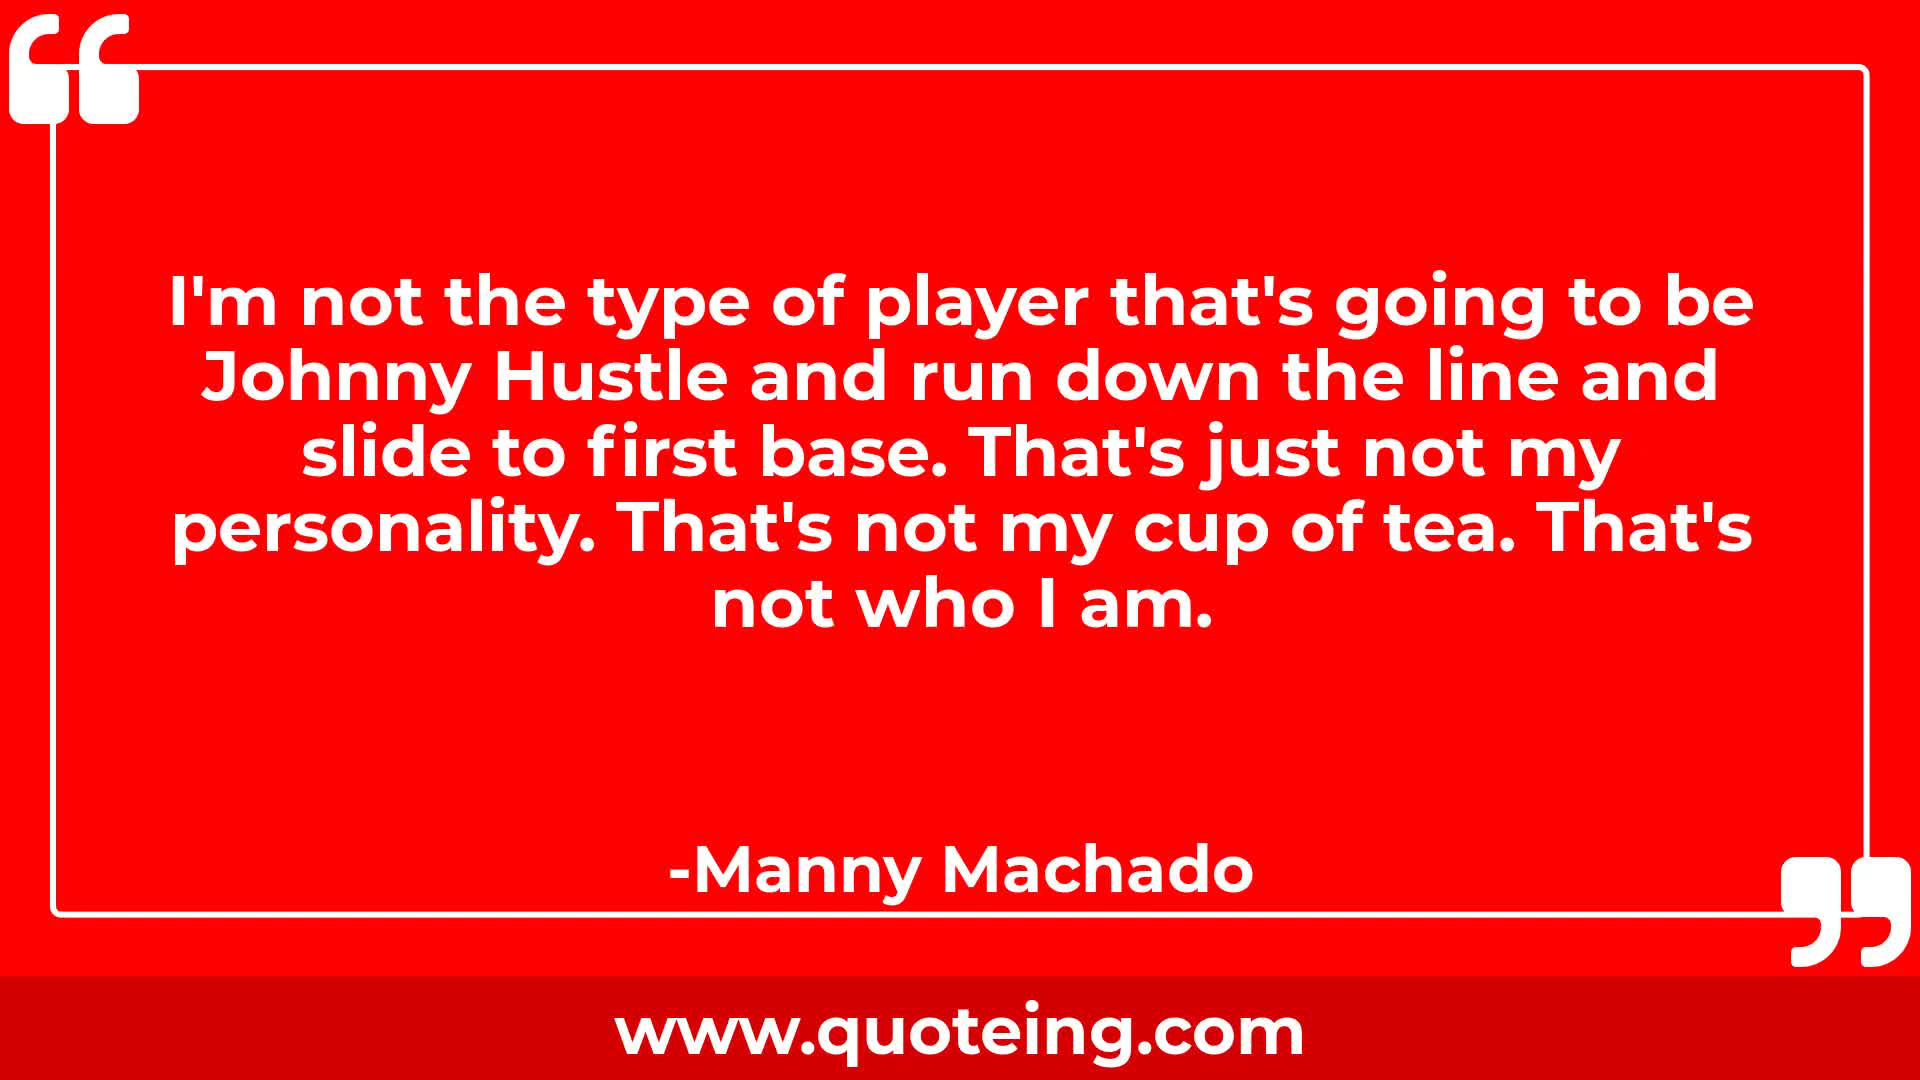 I'm not the type of player that's going to be
Johnny Hustle and run down the line and
slide to first base. That's just not my
personality. That's not my cup of tea. That's
not who I am.
-Manny Machado
www.quoteing.com